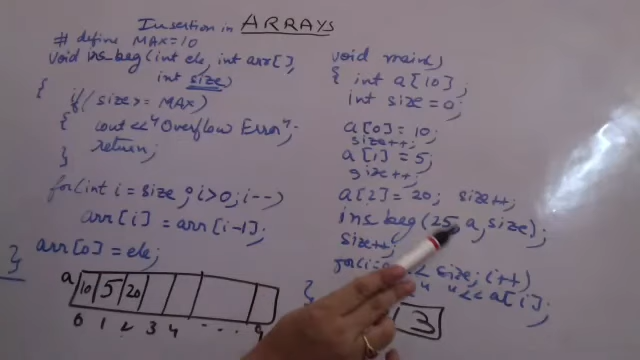 Insertion in ARRAYS
# define MAX=10
void ins_beg(int ele, int arr[],
int size)
{
if( size>= MAX)
{ cout <<"Overflow Error";
return;
}
for(int i = size ; i>0; i--)
arr[i] = arr[i-1];
arr[0] = ele;
}
a 10 5 20
0 1 2 3 4 - - - 9
void main()
{ int a[10];
int size=0;
a[0]= 10;
size++;
a[1] = 5;
size++;
a[2] = 20; size++;
ins beg(25, a, size);
size++;
for(i= < size; i++)
{ " << a[i];
3